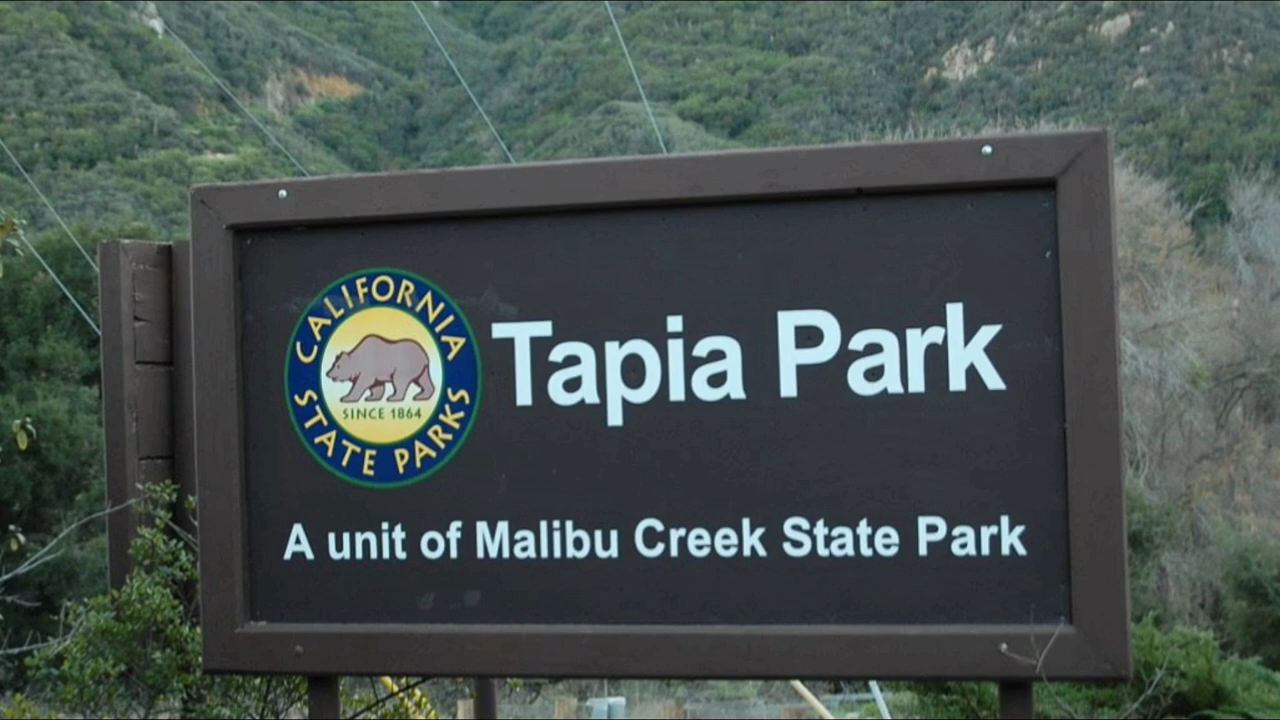 CALIFORNIA
STATE PARKS
SINCE 1864
Tapia Park
A unit of Malibu Creek State Park